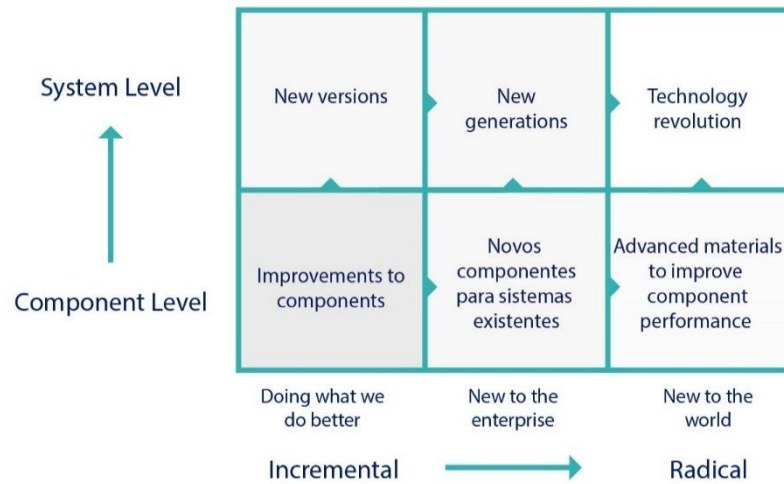 System Level
New versions
New
generations
Technology
revolution
Component Level
Improvements to
components
Novos
componentes
para sistemas
existentes
Advanced materials
to improve
component
performance
Doing what we
do better
New to the
enterprise
New to the
world
Incremental
Radical